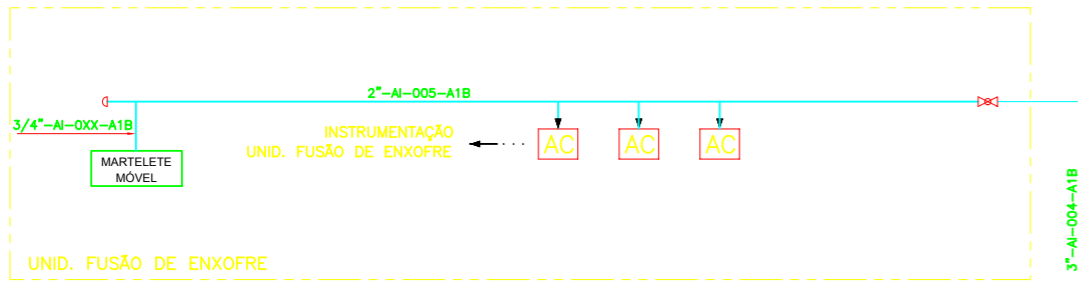 2"-AI-005-A1B
3/4"-AI-0XX-A1B
INSTRUMENTAÇÃO
UNID. FUSÃO DE ENXOFRE
AC
AC
AC
MARTELETE
MÓVEL
3"-AI-004-A1B
UNID. FUSÃO DE ENXOFRE